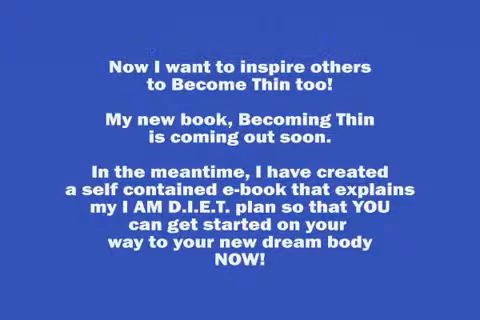 Now I want to inspire others
to Become Thin too!
My new book, Becoming Thin
is coming out soon.
In the meantime, I have created
a self contained e-book that explains
my I AM D.I.E.T. plan so that YOU
can get started on your
way to your new dream body
NOW!